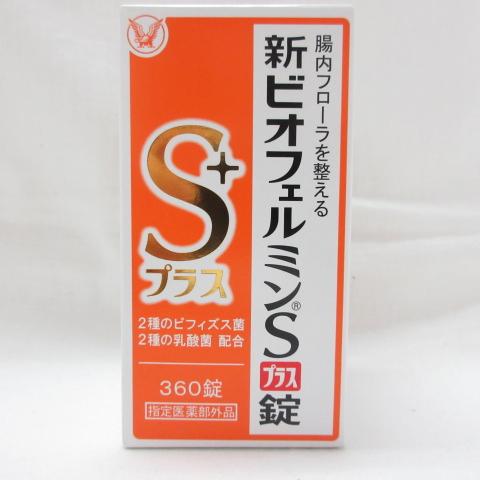 腸内フローラを整える
新ビオフェルミン®S
プラス
錠
S+
プラス
2種のビフィズス菌
2種の乳酸菌 配合
360錠
指定医薬部外品